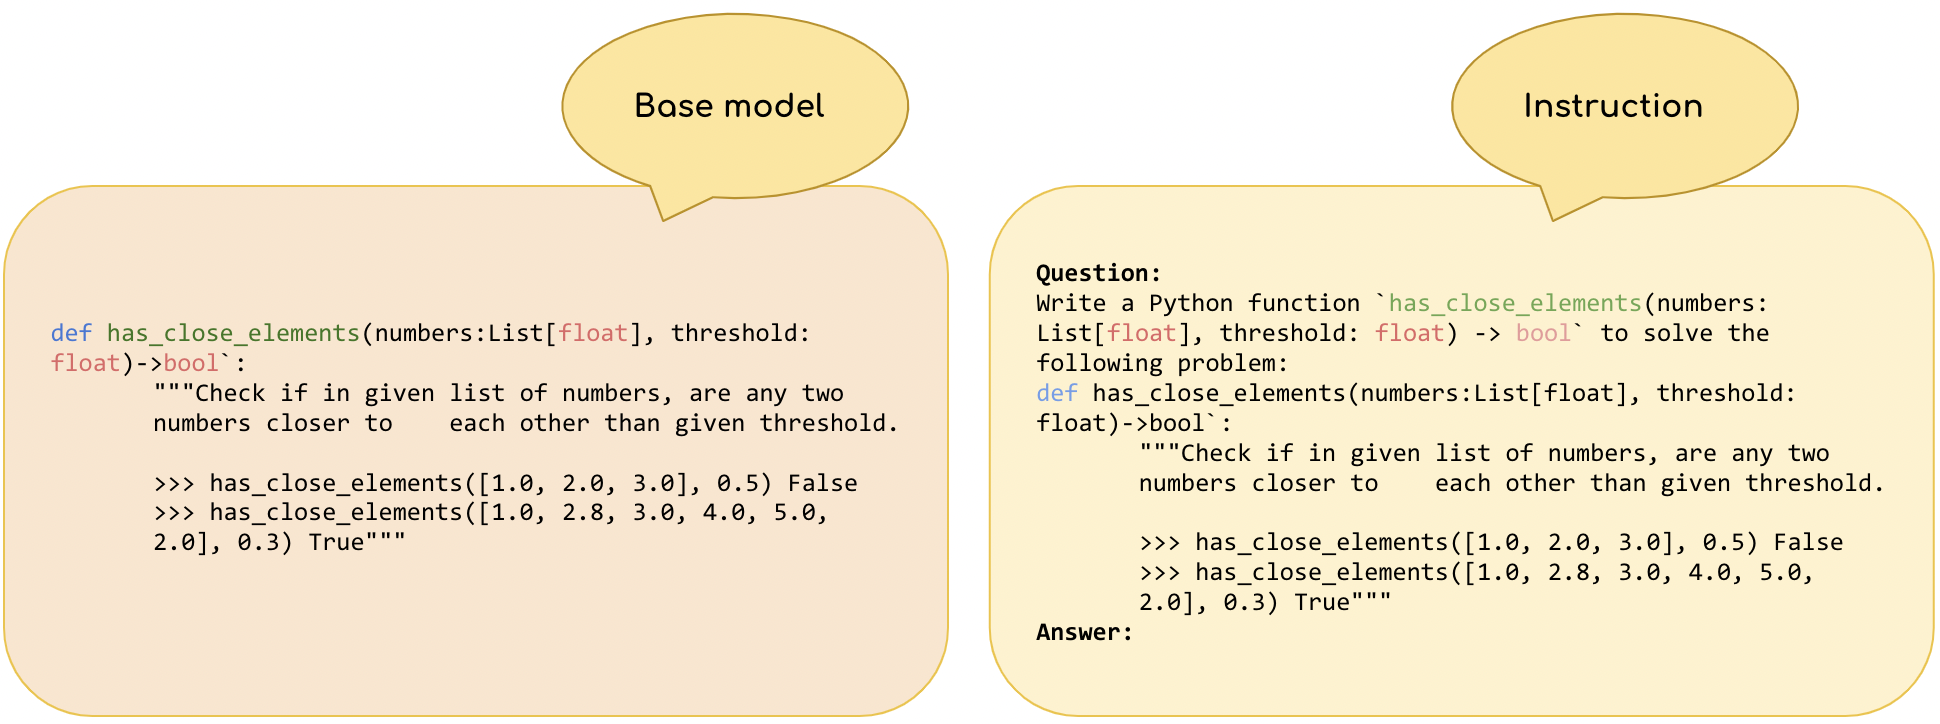 Base model
def has_close_elements(numbers:List[float], threshold:
float)->bool`:
"""Check if in given list of numbers, are any two
numbers closer to    each other than given threshold.
>>> has_close_elements([1.0, 2.0, 3.0], 0.5) False
>>> has_close_elements([1.0, 2.8, 3.0, 4.0, 5.0,
2.0], 0.3) True"""
Instruction
Question:
Write a Python function `has_close_elements(numbers:
List[float], threshold: float) -> bool` to solve the
following problem:
def has_close_elements(numbers:List[float], threshold:
float)->bool`:
"""Check if in given list of numbers, are any two
numbers closer to    each other than given threshold.
>>> has_close_elements([1.0, 2.0, 3.0], 0.5) False
>>> has_close_elements([1.0, 2.8, 3.0, 4.0, 5.0,
2.0], 0.3) True"""
Answer: